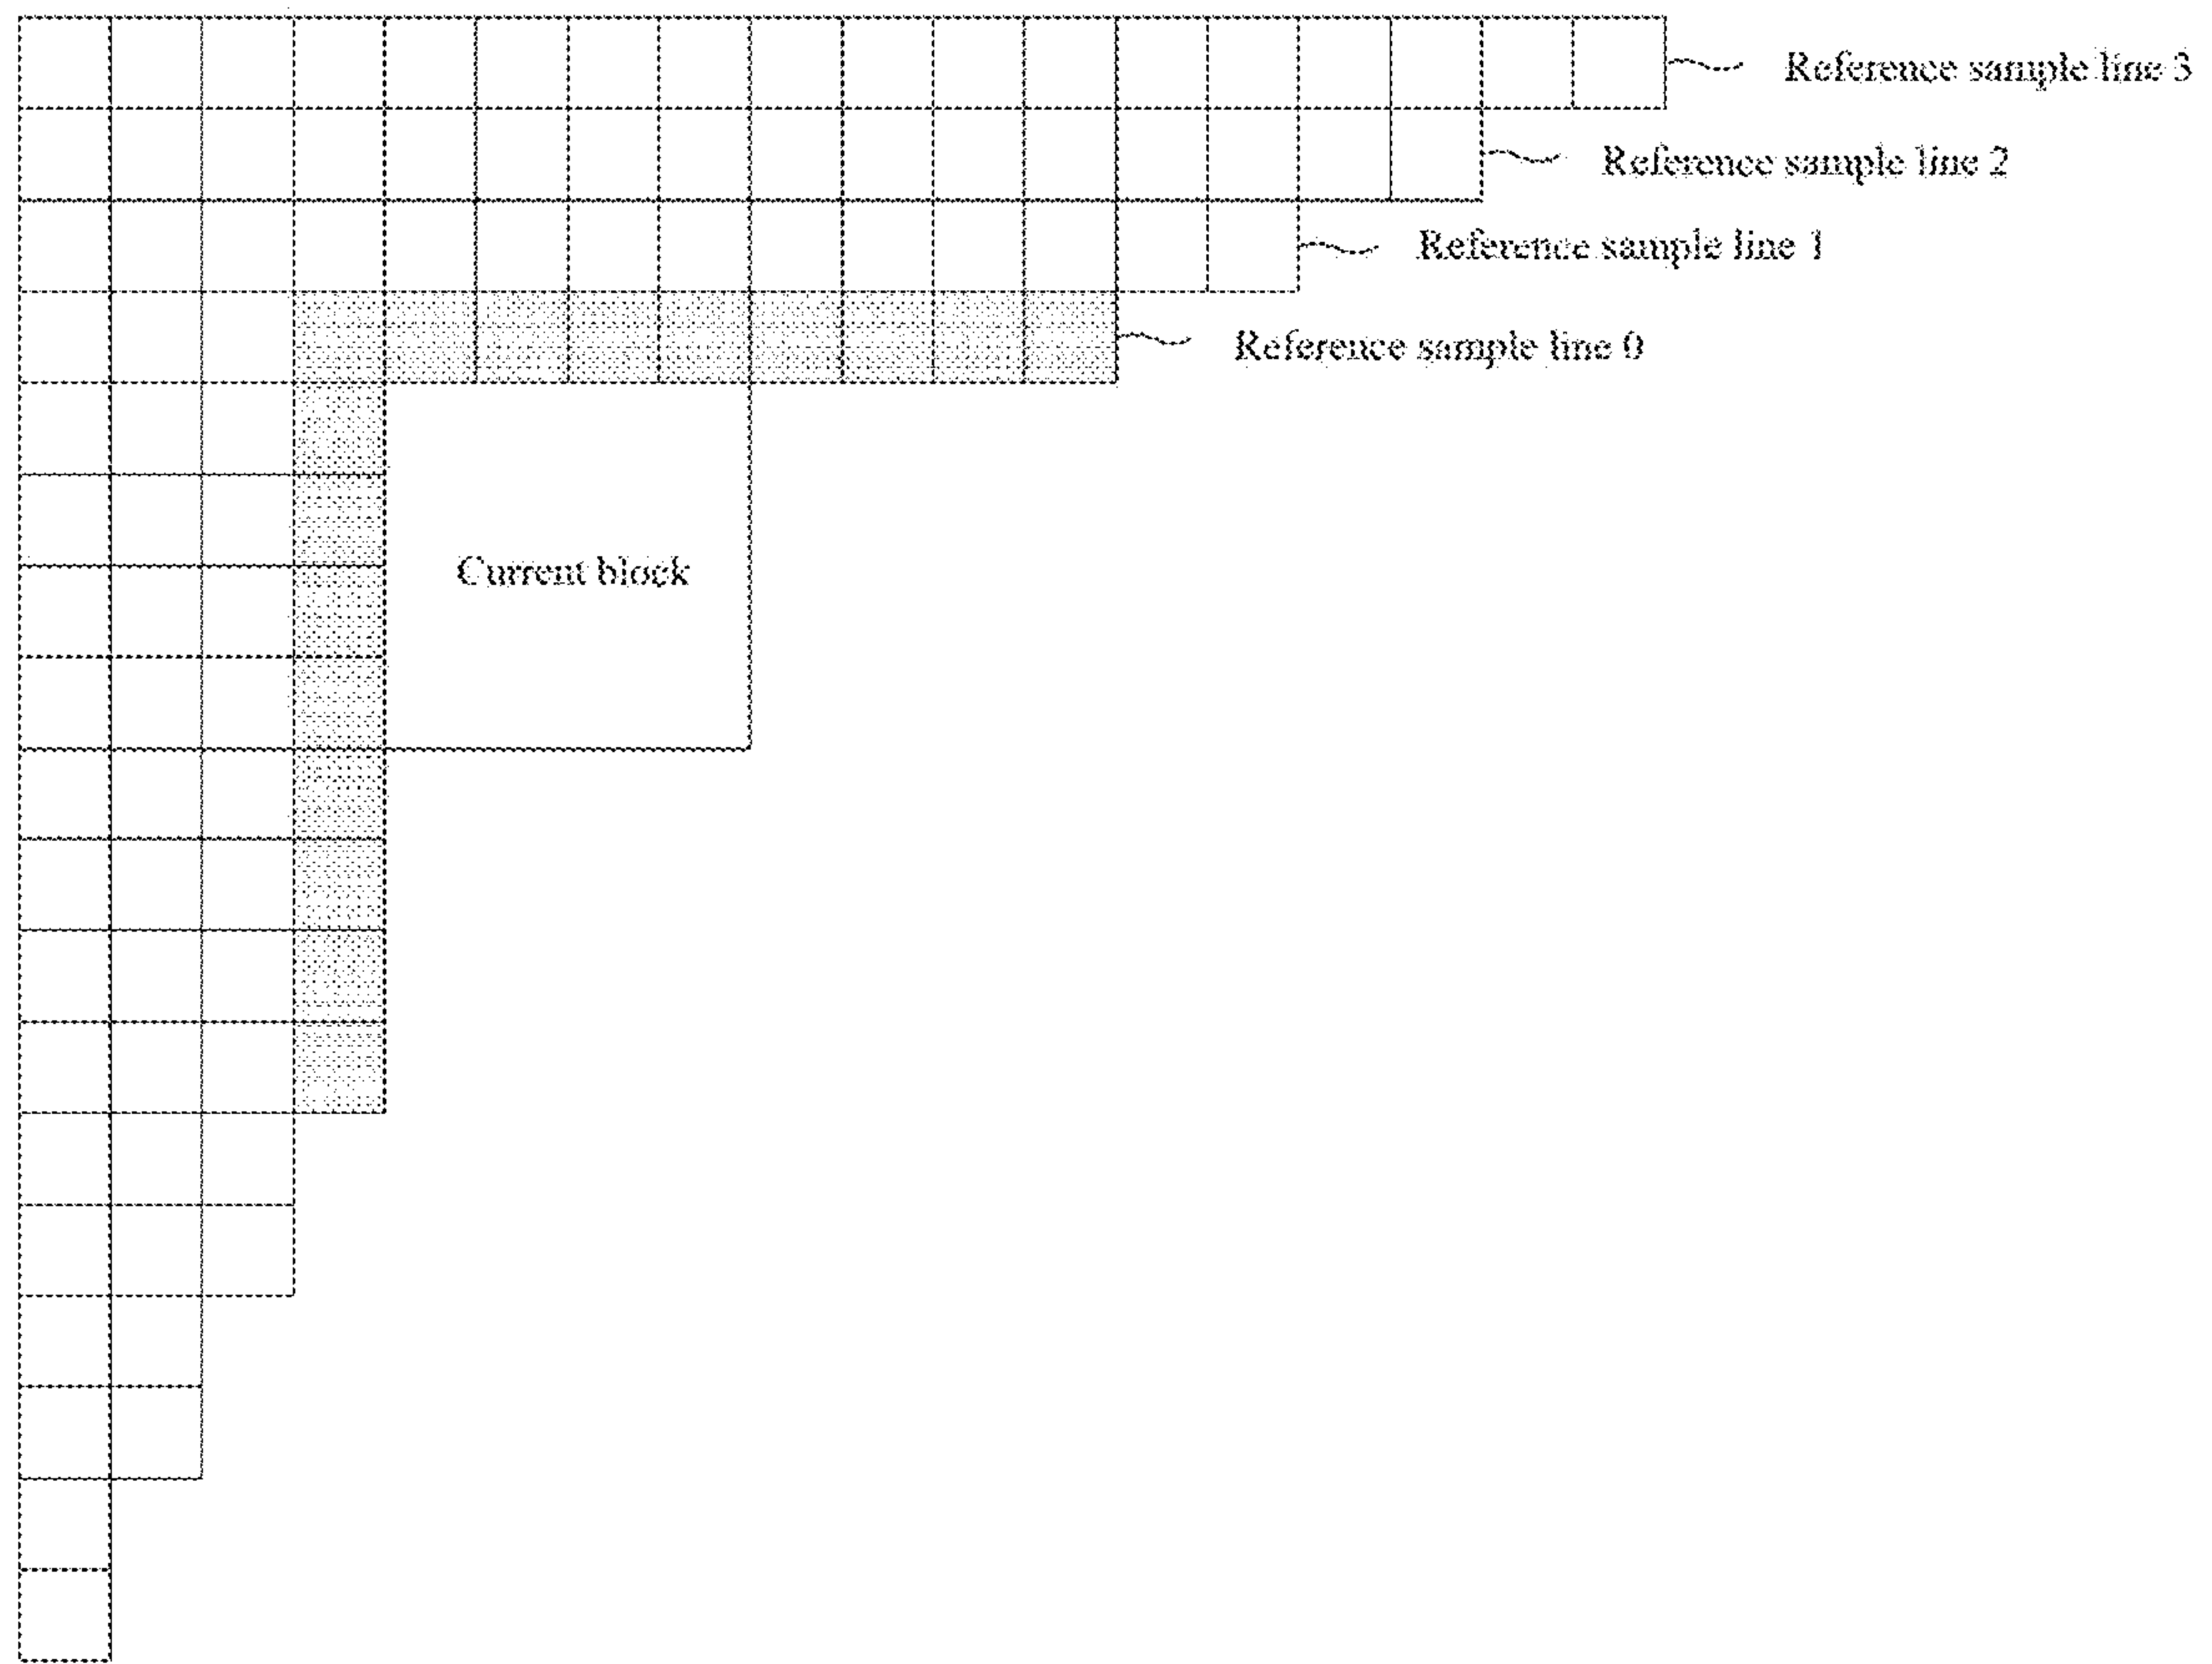 Reference sample line 3
Reference sample line 2
Reference sample line 1
Reference sample line 0
Current block